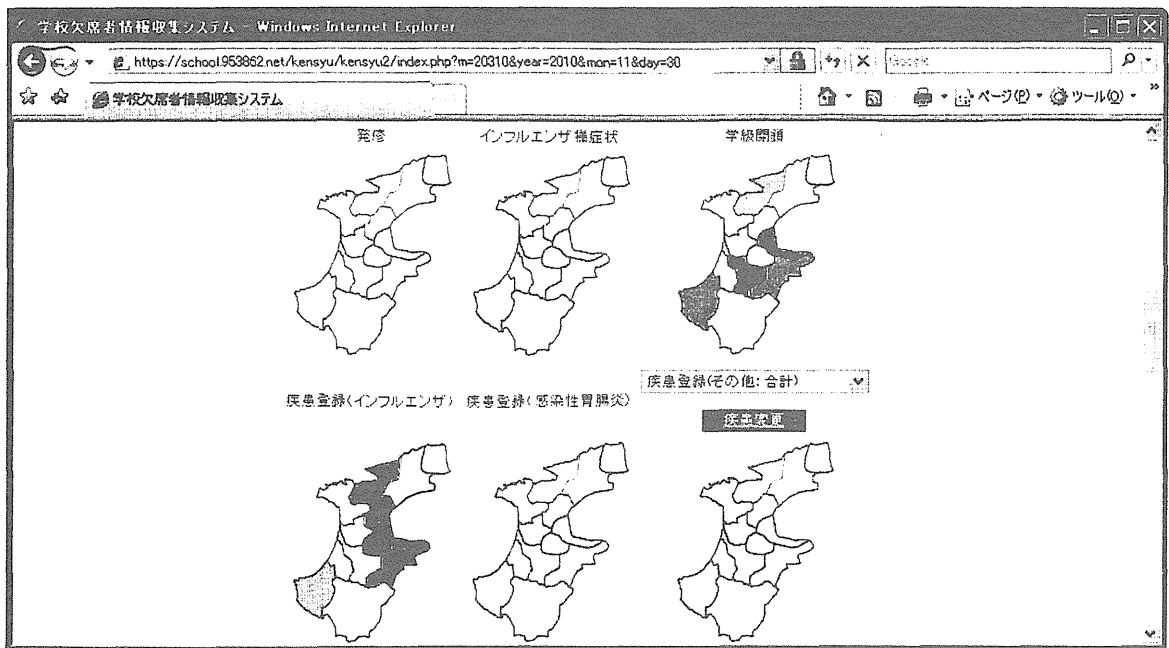 学校欠席者情報収集システム - Windows Internet Explorer
https://school.953862.net/kensyu/kensyu2/index.php?m=20310&year=2010&mon=11&day=30
Google
学校欠席者情報収集システム
ページ(P)
ツール(O)
発疹
インフルエンザ様症状
学級閉鎖
疾患登録(その他: 合計)
疾患登録(インフルエンザ)
疾患登録(感染性胃腸炎)
疾患変更